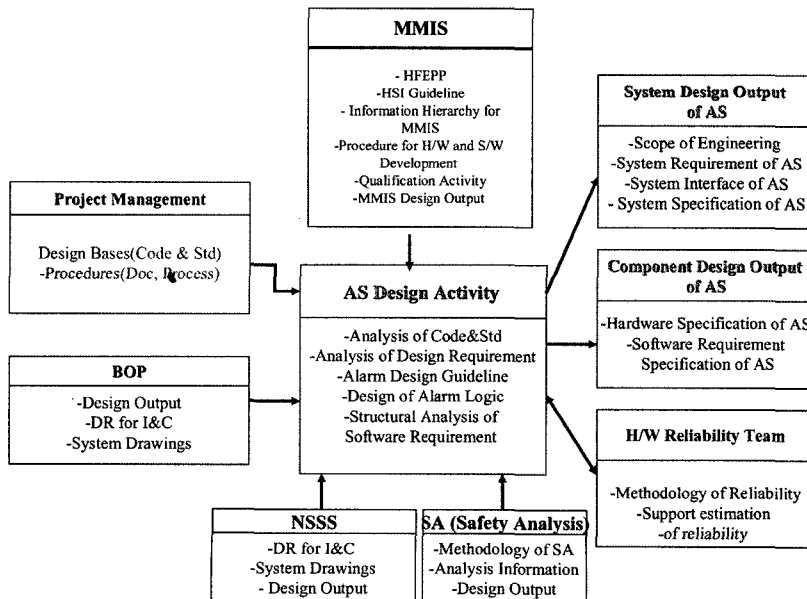 MMIS
- HFEPP
-HSI Guideline
- Information Hierarchy for
MMIS
-Procedure for H/W and S/W
Development
-Qualification Activity
-MMIS Design Output
System Design Output
of AS
-Scope of Engineering
-System Requirement of AS
-System Interface of AS
- System Specification of AS
Project Management
Design Bases(Code & Std)
-Procedures(Doc, Process)
AS Design Activity
-Analysis of Code&Std
-Analysis of Design Requirement
-Alarm Design Guideline
-Design of Alarm Logic
-Structural Analysis of
Software Requirement
Component Design Output
of AS
-Hardware Specification of AS
-Software Requirement
Specification of AS
BOP
-Design Output
-DR for I&C
-System Drawings
H/W Reliability Team
-Methodology of Reliability
-Support estimation
-of reliability
NSSS
-DR for I&C
-System Drawings
- Design Output
SA (Safety Analysis)
-Methodology of SA
-Analysis Information
-Design Output